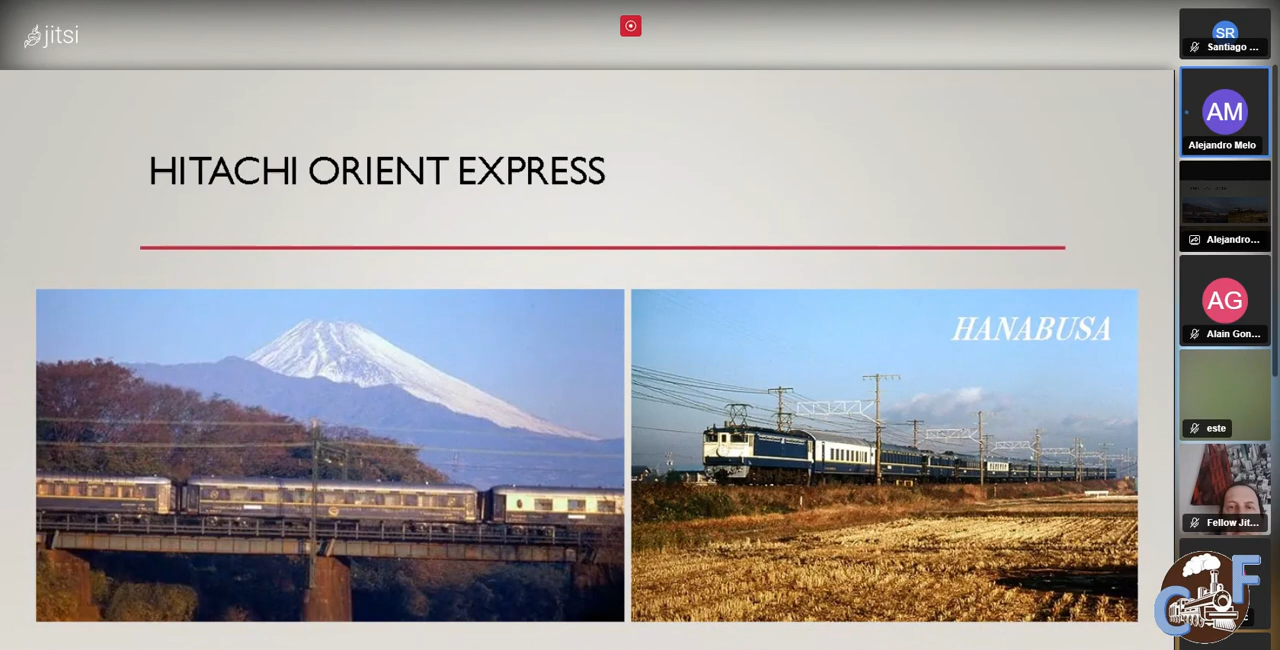 jitsi
HITACHI ORIENT EXPRESS
HANABUSA
SR
Santiago ...
AM
Alejandro Melo
Alejandro...
AG
Alain Gon...
este
Fellow Jit...
C F